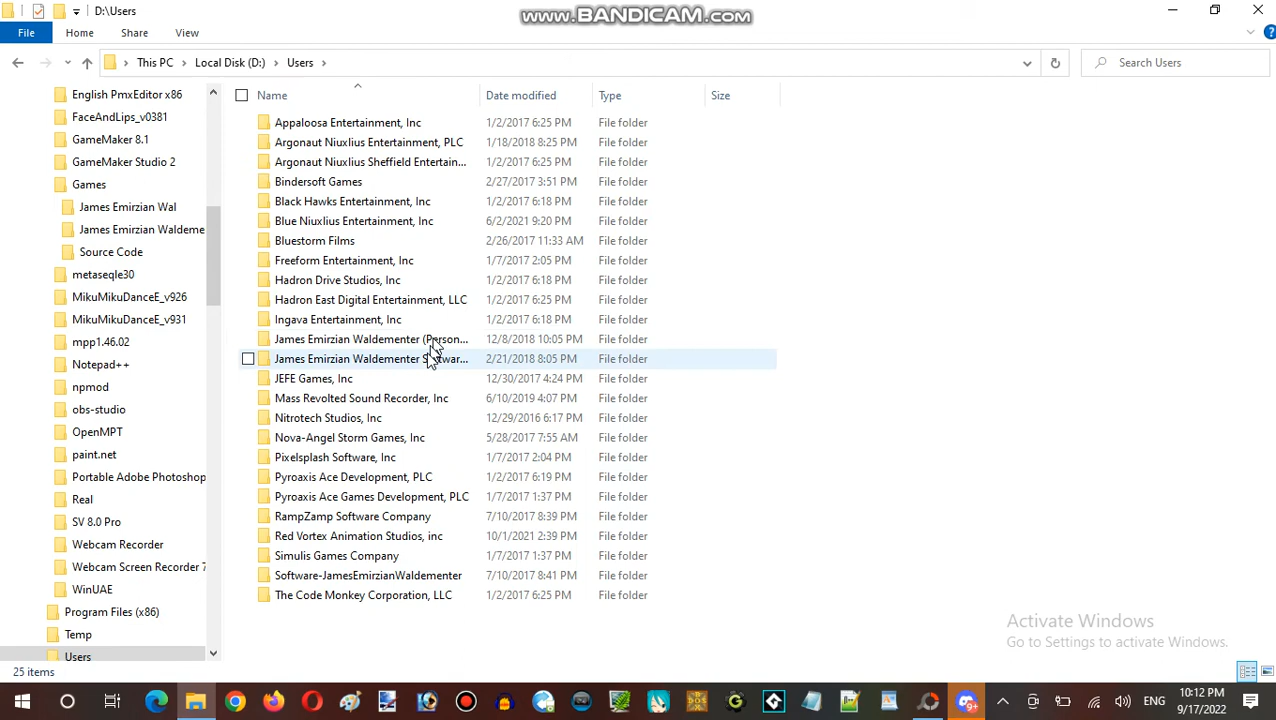 D:\Users
www.BANDICAM.com
File Home Share View
This PC Local Disk (D:) Users
Search Users
English PmxEditor x86
FaceAndLips_v0381
GameMaker 8.1
GameMaker Studio 2
Games
James Emirzian Wal
James Emirzian Waldeme
Source Code
metaseqle30
MikuMikuDanceE_v926
MikuMikuDanceE_v931
mpp1.46.02
Notepad++
npmod
obs-studio
OpenMPT
paint.net
Portable Adobe Photoshop
Real
SV 8.0 Pro
Webcam Recorder
Webcam Screen Recorder 7
WinUAE
Program Files (x86)
Temp
Users
Name Date modified Type Size
Appaloosa Entertainment, Inc 1/2/2017 6:25 PM File folder
Argonaut Niuxlius Entertainment, PLC 1/18/2018 8:25 PM File folder
Argonaut Niuxlius Sheffield Entertain... 1/2/2017 6:25 PM File folder
Bindersoft Games 2/27/2017 3:51 PM File folder
Black Hawks Entertainment, Inc 1/2/2017 6:18 PM File folder
Blue Niuxlius Entertainment, Inc 6/2/2021 9:20 PM File folder
Bluestorm Films 2/26/2017 11:33 AM File folder
Freeform Entertainment, Inc 1/7/2017 2:05 PM File folder
Hadron Drive Studios, Inc 1/2/2017 6:18 PM File folder
Hadron East Digital Entertainment, LLC 1/2/2017 6:25 PM File folder
Ingava Entertainment, Inc 1/2/2017 6:18 PM File folder
James Emirzian Waldementer (Person... 12/8/2018 10:05 PM File folder
James Emirzian Waldementer Softwar... 2/21/2018 8:05 PM File folder
JEFE Games, Inc 12/30/2017 4:24 PM File folder
Mass Revolted Sound Recorder, Inc 6/10/2019 4:07 PM File folder
Nitrotech Studios, Inc 12/29/2016 6:17 PM File folder
Nova-Angel Storm Games, Inc 5/28/2017 7:55 AM File folder
Pixelsplash Software, Inc 1/7/2017 2:04 PM File folder
Pyroaxis Ace Development, PLC 1/2/2017 6:19 PM File folder
Pyroaxis Ace Games Development, PLC 1/7/2017 1:37 PM File folder
RampZamp Software Company 7/10/2017 8:39 PM File folder
Red Vortex Animation Studios, inc 10/1/2021 2:39 PM File folder
Simulis Games Company 1/7/2017 1:37 PM File folder
Software-JamesEmirzianWaldementer 7/10/2017 8:41 PM File folder
The Code Monkey Corporation, LLC 1/2/2017 6:25 PM File folder
Activate Windows
Go to Settings to activate Windows.
25 items
9+
ENG
10:12 PM
9/17/2022